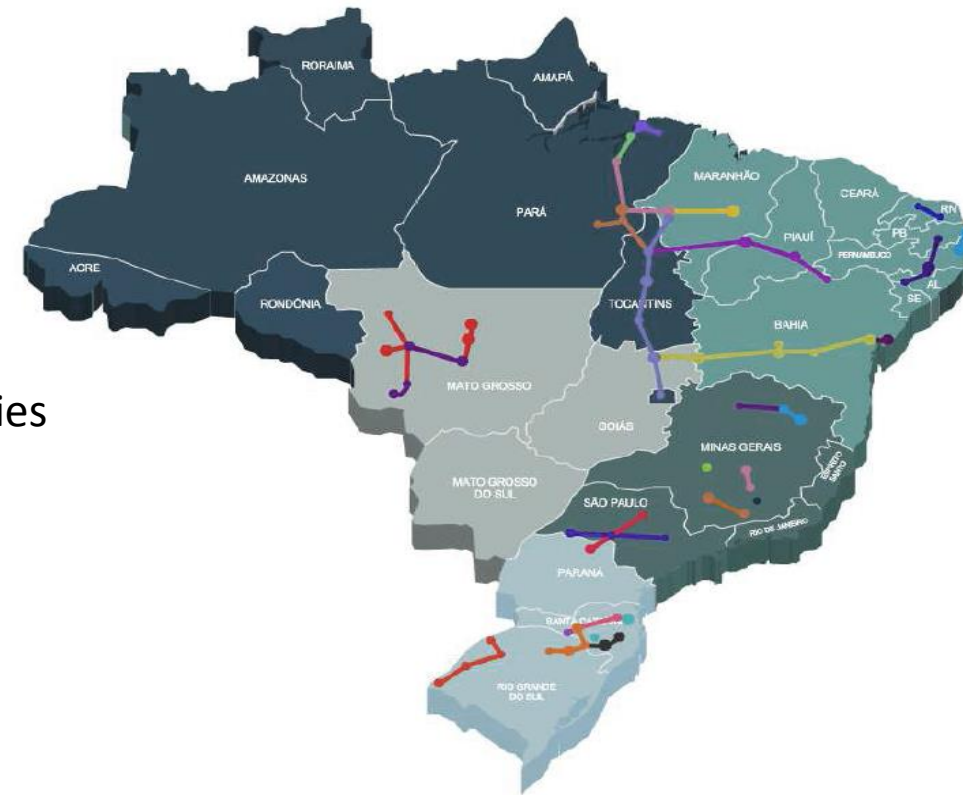 RORAIMA
AMAPÁ
AMAZONAS
PARÁ
MARANHÃO
CEARÁ
RN
PB
PIAUÍ
PERNAMBUCO
ACRE
RONDÔNIA
TOCANTINS
AL
SE
BAHIA
MATO GROSSO
ies
GOIÁS
MINAS GERAIS
ESPÍRITO
SANTO
MATO GROSSO
DO SUL
SÃO PAULO
RIO DE JANEIRO
PARANÁ
RIO GRANDE
DO SUL